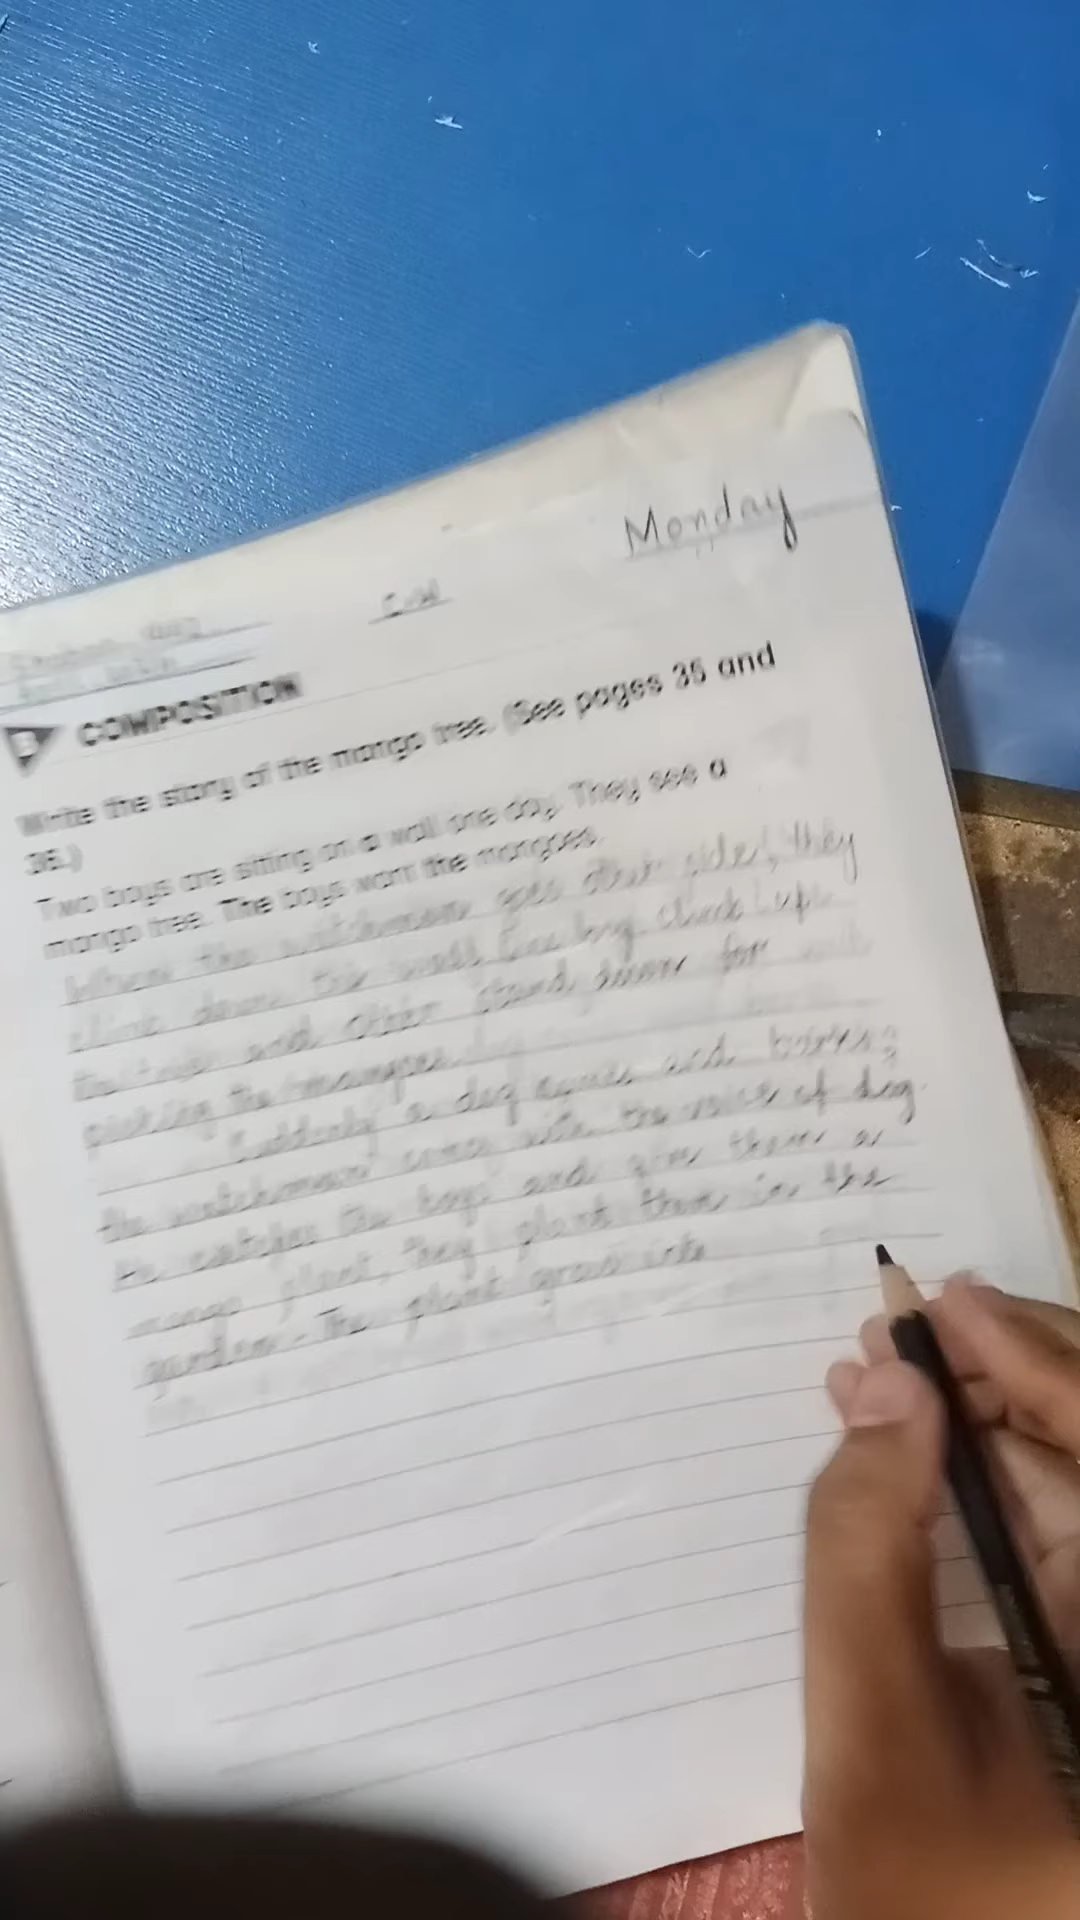 Monday
C.W
COMPOSITION
Write the story of the mango tree. (See pages 35 and
36.)
Two boys are sitting on a wall one day. They see a
mango tree. The boys want the mangoes.
When the watchman goes other side, they
climb down the wall. One boy climb up
the tree and other stand down for
picking the mangoes.
Suddenly a dog comes and barks
the watchman comes with the voice of dog.
He catches the boys and give them a
mango plant, they plant them in the
garden. The plant grow into